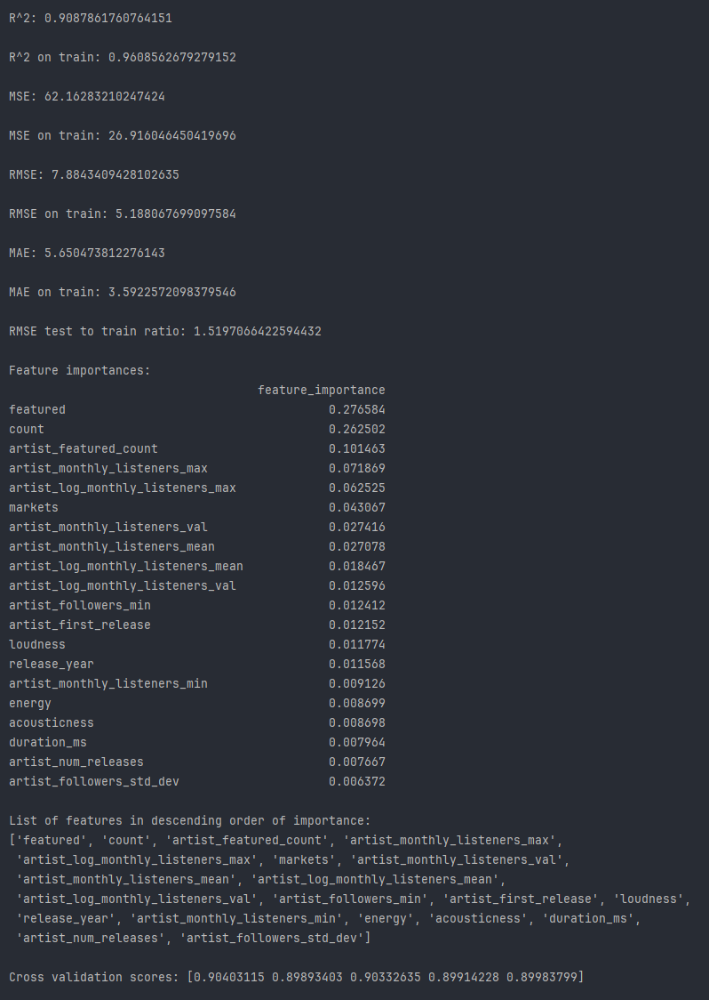 R^2: 0.9087861760764151
R^2 on train: 0.9608562679279152
MSE: 62.16283210247424
MSE on train: 26.916046450419696
RMSE: 7.8843409428102635
RMSE on train: 5.188067699097584
MAE: 5.650473812276143
MAE on train: 3.5922572098379546
RMSE test to train ratio: 1.5197066422594432
Feature importances:
feature_importance
featured 0.276584
count 0.262502
artist_featured_count 0.101463
artist_monthly_listeners_max 0.071869
artist_log_monthly_listeners_max 0.062525
markets 0.043067
artist_monthly_listeners_val 0.027416
artist_monthly_listeners_mean 0.027078
artist_log_monthly_listeners_mean 0.018467
artist_log_monthly_listeners_val 0.012596
artist_followers_min 0.012412
artist_first_release 0.012152
loudness 0.011774
release_year 0.011568
artist_monthly_listeners_min 0.009126
energy 0.008699
acousticness 0.008698
duration_ms 0.007964
artist_num_releases 0.007667
artist_followers_std_dev 0.006372
List of features in descending order of importance:
['featured', 'count', 'artist_featured_count', 'artist_monthly_listeners_max',
'artist_log_monthly_listeners_max', 'markets', 'artist_monthly_listeners_val',
'artist_monthly_listeners_mean', 'artist_log_monthly_listeners_mean',
'artist_log_monthly_listeners_val', 'artist_followers_min', 'artist_first_release', 'loudness',
'release_year', 'artist_monthly_listeners_min', 'energy', 'acousticness', 'duration_ms',
'artist_num_releases', 'artist_followers_std_dev']
Cross validation scores: [0.90403115 0.89893403 0.90332635 0.89914228 0.89983799]